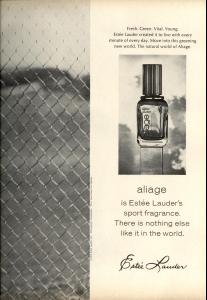 Fresh. Green. Vital. Young.
Estée Lauder created it to live with every
minute of every day. Move into this greening
new world. The natural world of Aliage.
aliage
is Estée Lauder's
sport fragrance.
There is nothing else
like it in the world.
Estée Lauder